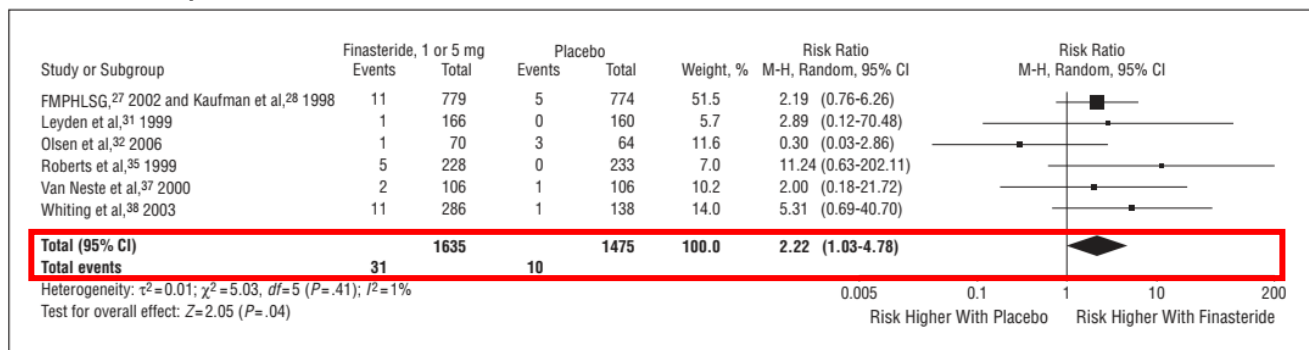 Finasteride, 1 or 5 mg Placebo Risk Ratio Risk Ratio
Study or Subgroup Events Total Events Total Weight, % M-H, Random, 95% CI M-H, Random, 95% CI
FMPHLSG,27 2002 and Kaufman et al,28 1998 11 779 5 774 51.5 2.19 (0.76-6.26)
Leyden et al,31 1999 1 166 0 160 5.7 2.89 (0.12-70.48)
Olsen et al,32 2006 1 70 3 64 11.6 0.30 (0.03-2.86)
Roberts et al,35 1999 5 228 0 233 7.0 11.24 (0.63-202.11)
Van Neste et al,37 2000 2 106 1 106 10.2 2.00 (0.18-21.72)
Whiting et al,38 2003 11 286 1 138 14.0 5.31 (0.69-40.70)
Total (95% CI) 1635 1475 100.0 2.22 (1.03-4.78)
Total events 31 10
Heterogeneity: τ2=0.01; χ2=5.03, df=5 (P=.41); I2=1%
0.005 0.1 1 10 200
Test for overall effect: Z=2.05 (P=.04)
Risk Higher With Placebo Risk Higher With Finasteride